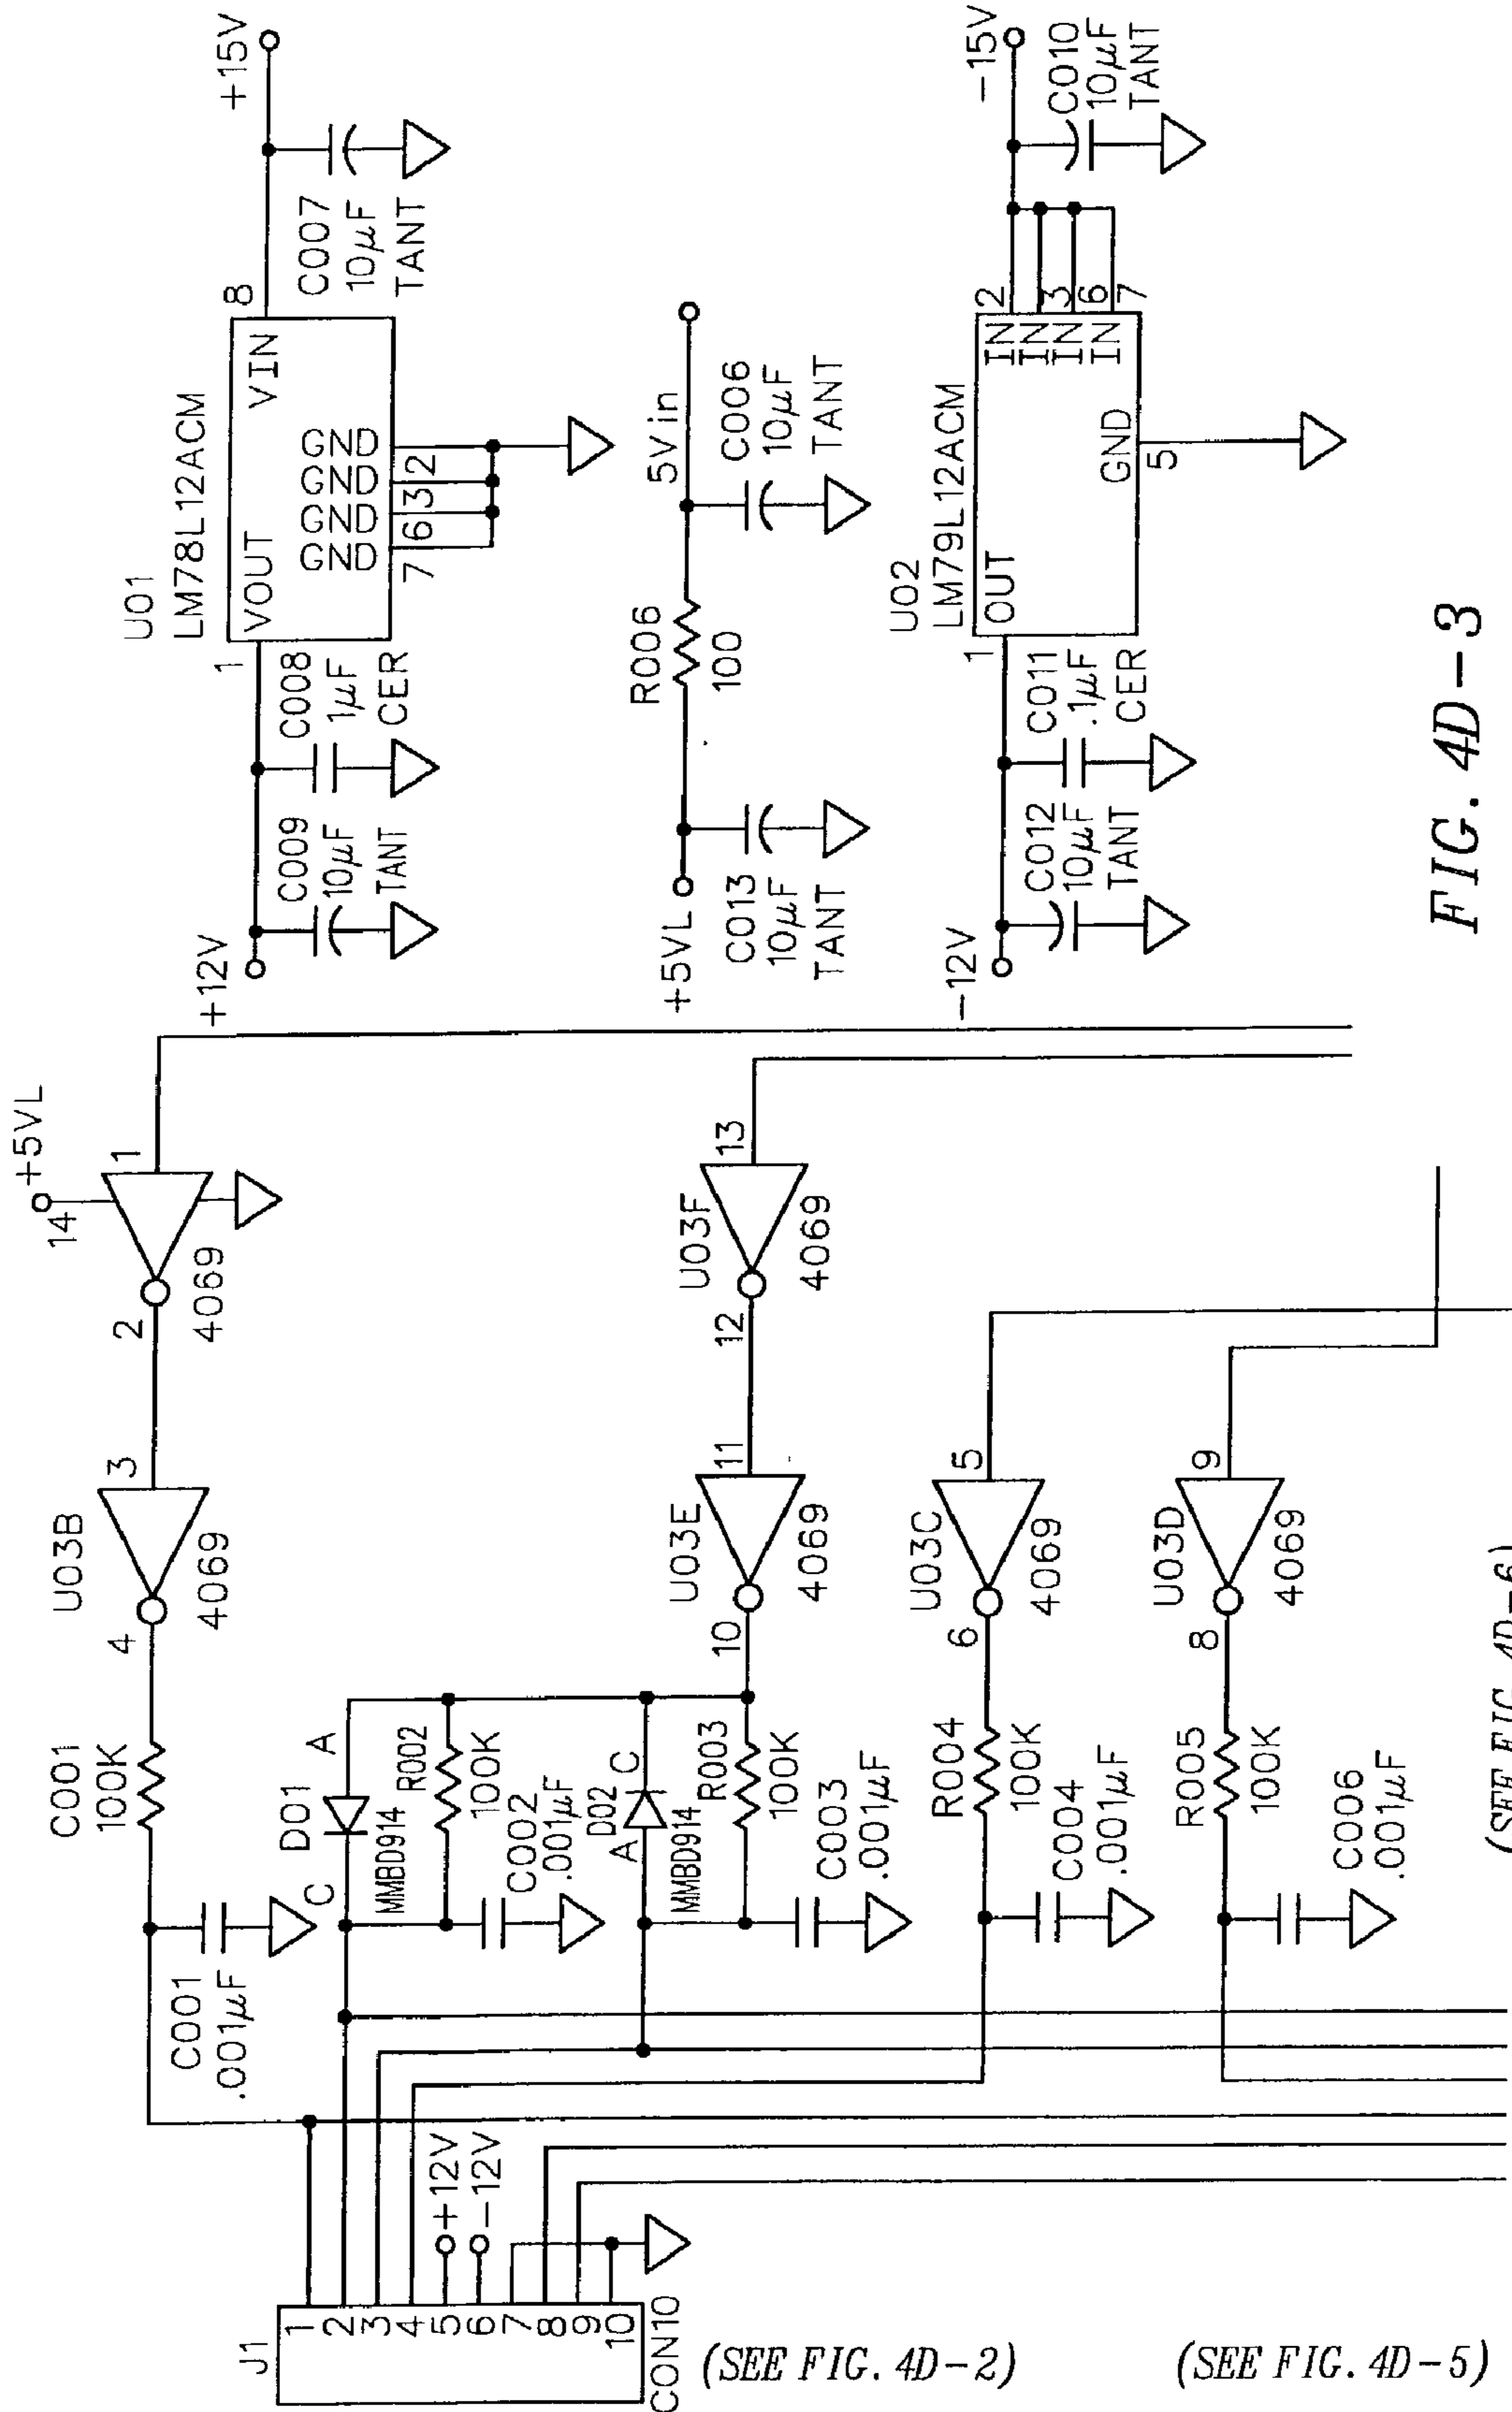 +5VL
14
1
2
4069
U03B
3
4
4069
C001
100K
C001
.001µF
D01
A
C
MMBD914
R002
100K
C002
.001µF
D02
A
C
MMBD914
R003
100K
C003
.001µF
U03F
13
12
4069
U03E
11
10
4069
U03C
5
6
4069
R004
100K
C004
.001µF
U03D
9
8
4069
R005
100K
C006
.001µF
J1
1
2
3
4
5
6
7
8
9
10
CON10
+12V
-12V
(SEE FIG. 4D-2)
(SEE FIG. 4D-5)
(SEE FIG. 4D-6)
U01
LM78L12ACM
VOUT
VIN
1
8
GND
GND
GND
GND
2
3
6
7
+15V
C007
10µF
TANT
C008
1µF
CER
C009
10µF
TANT
+12V
5Vin
C006
10µF
TANT
R006
100
+5VL
C013
10µF
TANT
U02
LM79L12ACM
OUT
1
IN
IN
IN
IN
2
3
6
7
GND
5
-15V
C010
10µF
TANT
C011
.1µF
CER
C012
10µF
TANT
-12V
FIG. 4D-3